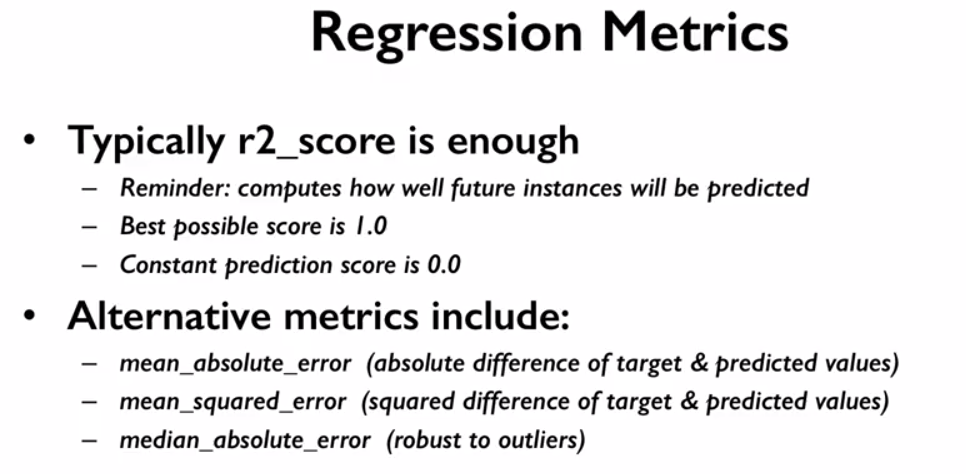 Regression Metrics
• Typically r2_score is enough
– Reminder: computes how well future instances will be predicted
– Best possible score is 1.0
– Constant prediction score is 0.0
• Alternative metrics include:
– mean_absolute_error (absolute difference of target & predicted values)
– mean_squared_error (squared difference of target & predicted values)
– median_absolute_error (robust to outliers)